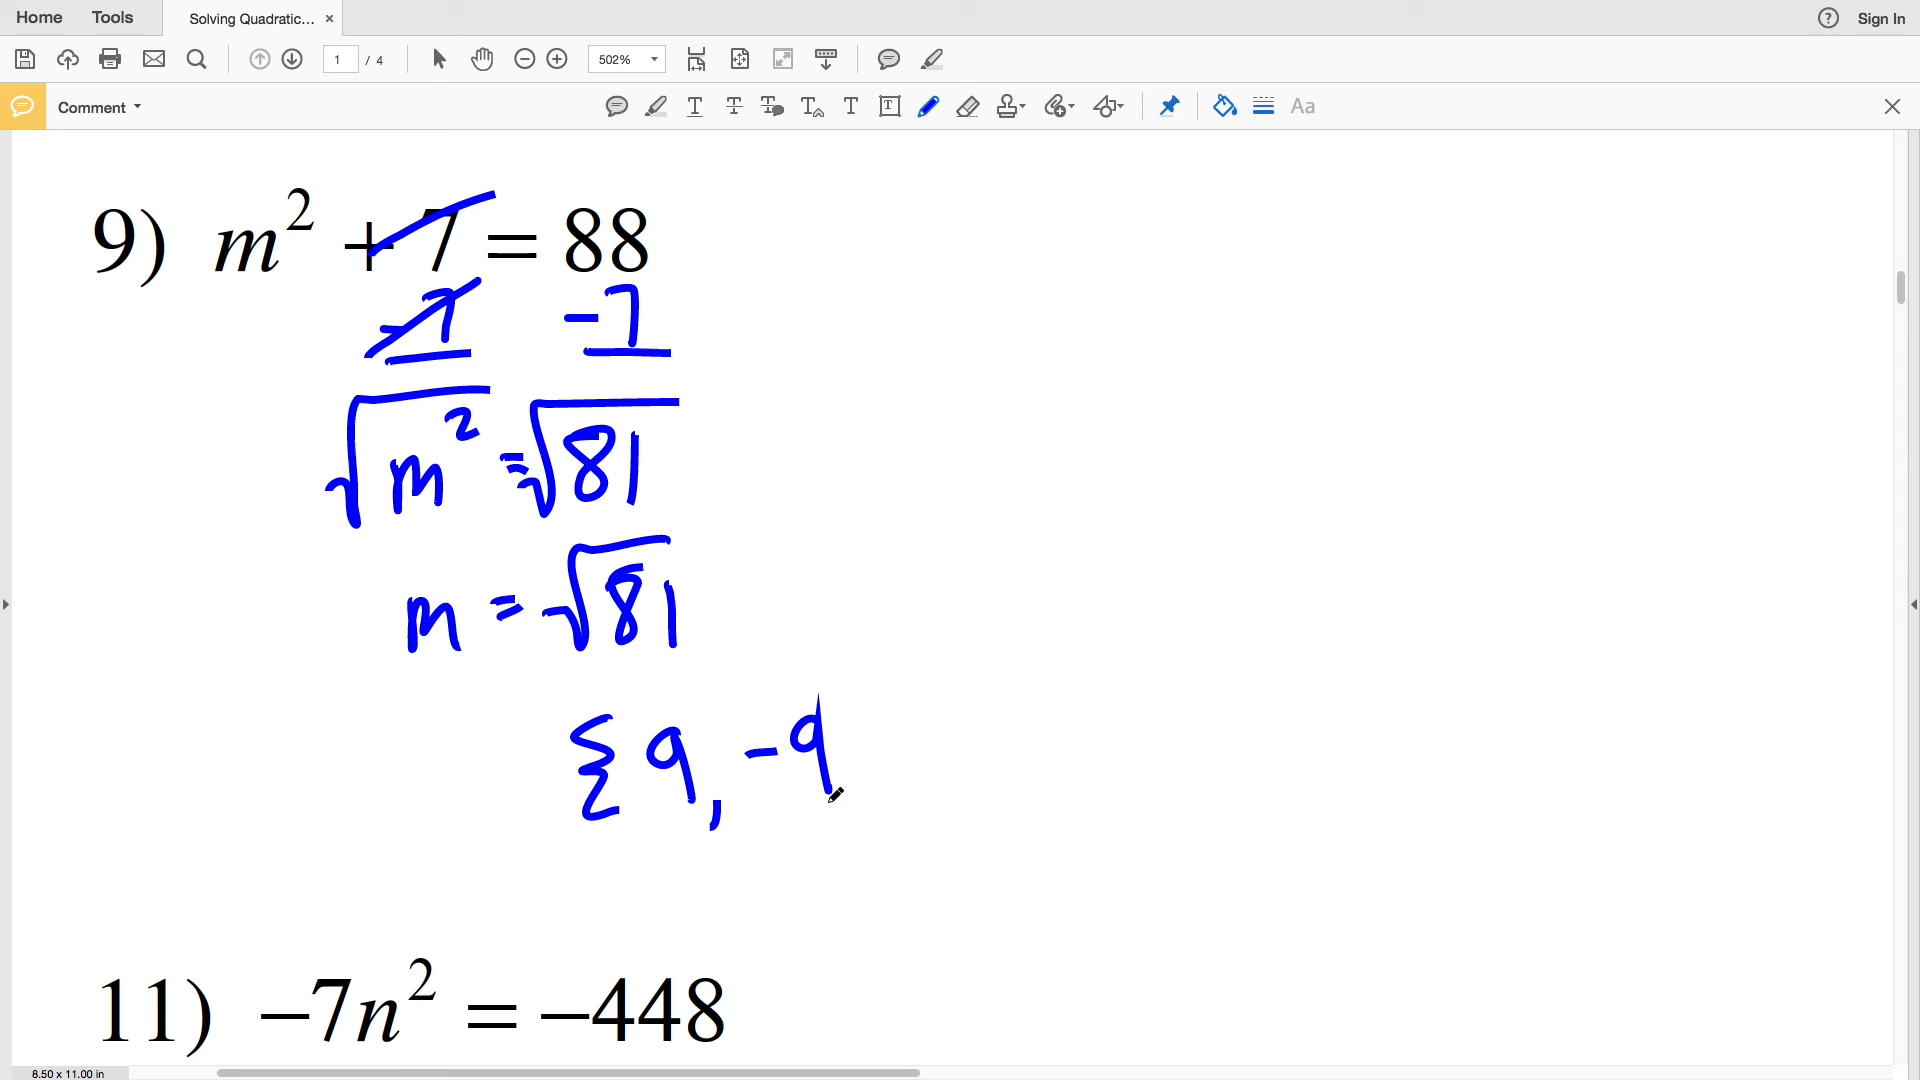 Home Tools Solving Quadratic... × ? Sign In
1 / 4 502%
Comment T T T T T T Aa
9) m² + 7 = 88
-7 -7
√m² = √81
m = √81
{ 9, -9
11) −7n² = −448
8.50 x 11.00 in